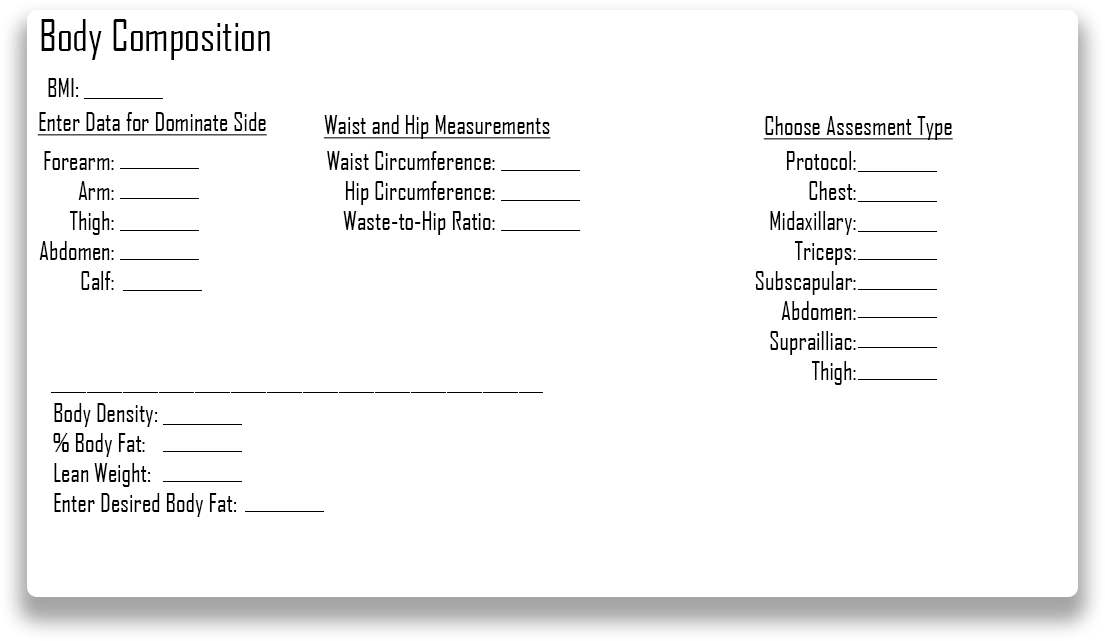 Body Composition
BMI: ________
Enter Data for Dominate Side
Forearm: ________
Arm: ________
Thigh: ________
Abdomen: ________
Calf: ________
Waist and Hip Measurements
Waist Circumference: ________
Hip Circumference: ________
Waste-to-Hip Ratio: ________
Choose Assesment Type
Protocol:________
Chest:________
Midaxillary:________
Triceps:________
Subscapular:________
Abdomen:________
Suprailliac:________
Thigh:________
Body Density: ________
% Body Fat: ________
Lean Weight: ________
Enter Desired Body Fat: ________